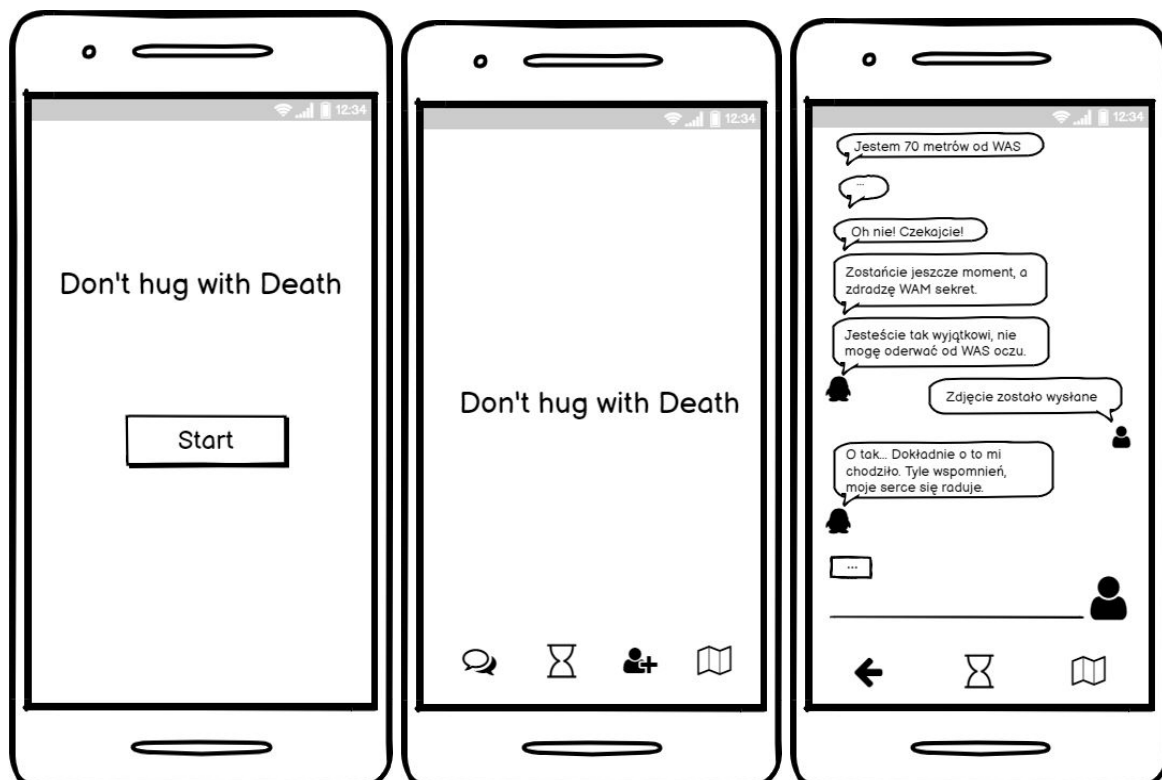 12:34
Don't hug with Death
Start
12:34
Don't hug with Death
12:34
Jestem 70 metrów od WAS
...
Oh nie! Czekajcie!
Zostańcie jeszcze moment, a
zdradzę WAM sekret.
Jesteście tak wyjątkowi, nie
mogę oderwać od WAS oczu.
Zdjęcie zostało wysłane
O tak... Dokładnie o to mi
chodziło. Tyle wspomnień,
moje serce się raduje.
...